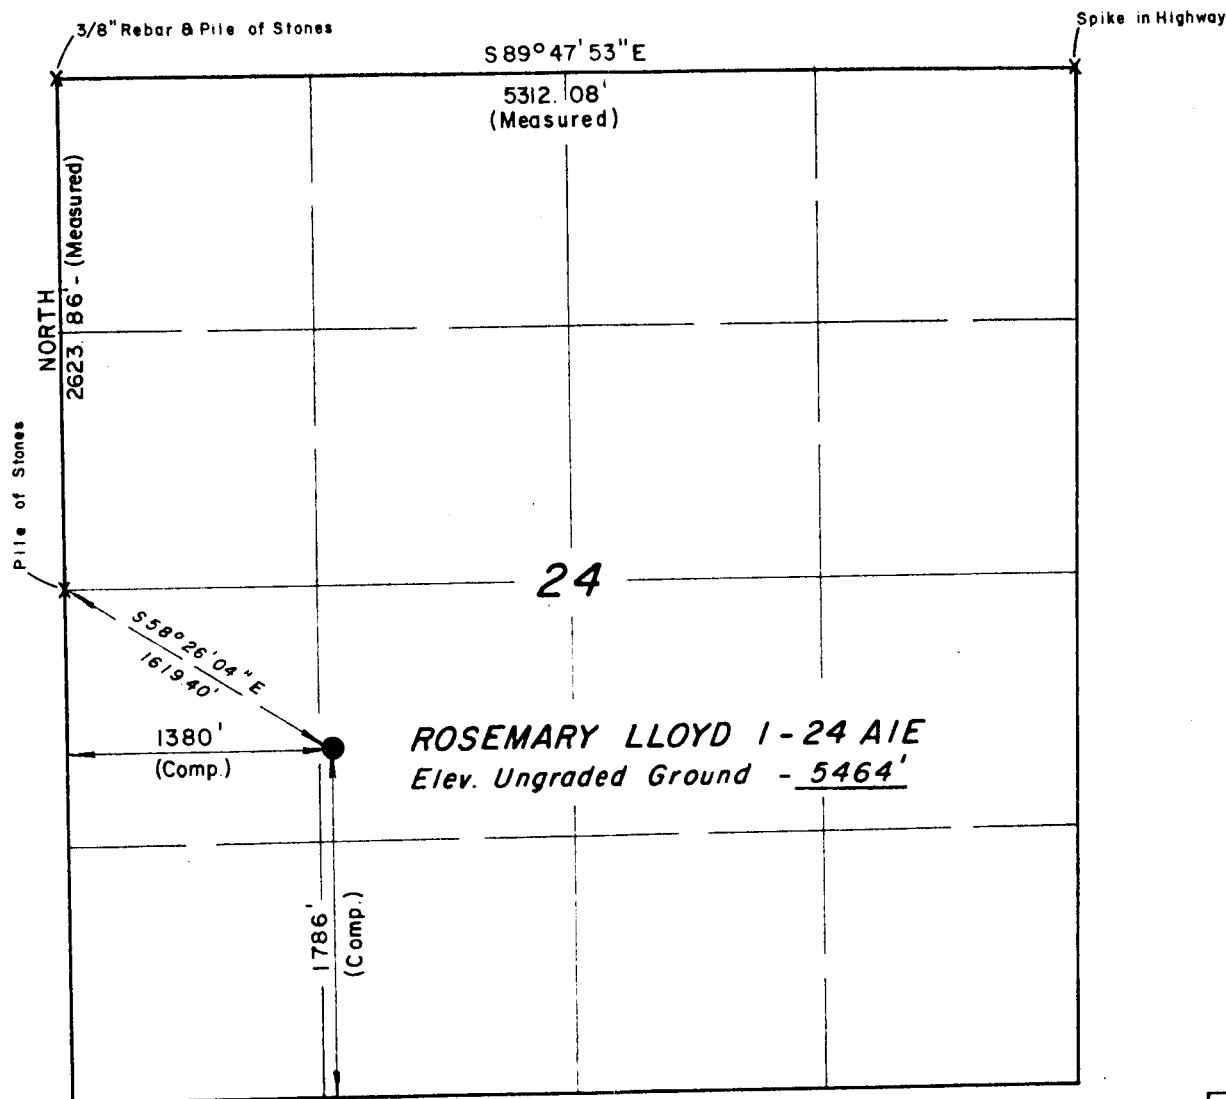 3/8" Rebar & Pile of Stones
Spike in Highway
S 89° 47' 53" E
5312.08'
(Measured)
NORTH
2623.86' - (Measured)
Pile of Stones
24
S 58° 26' 04" E
1619.40'
1380'
(Comp.)
ROSEMARY LLOYD 1-24 A1E
Elev. Ungraded Ground - 5464'
1786'
(Comp.)